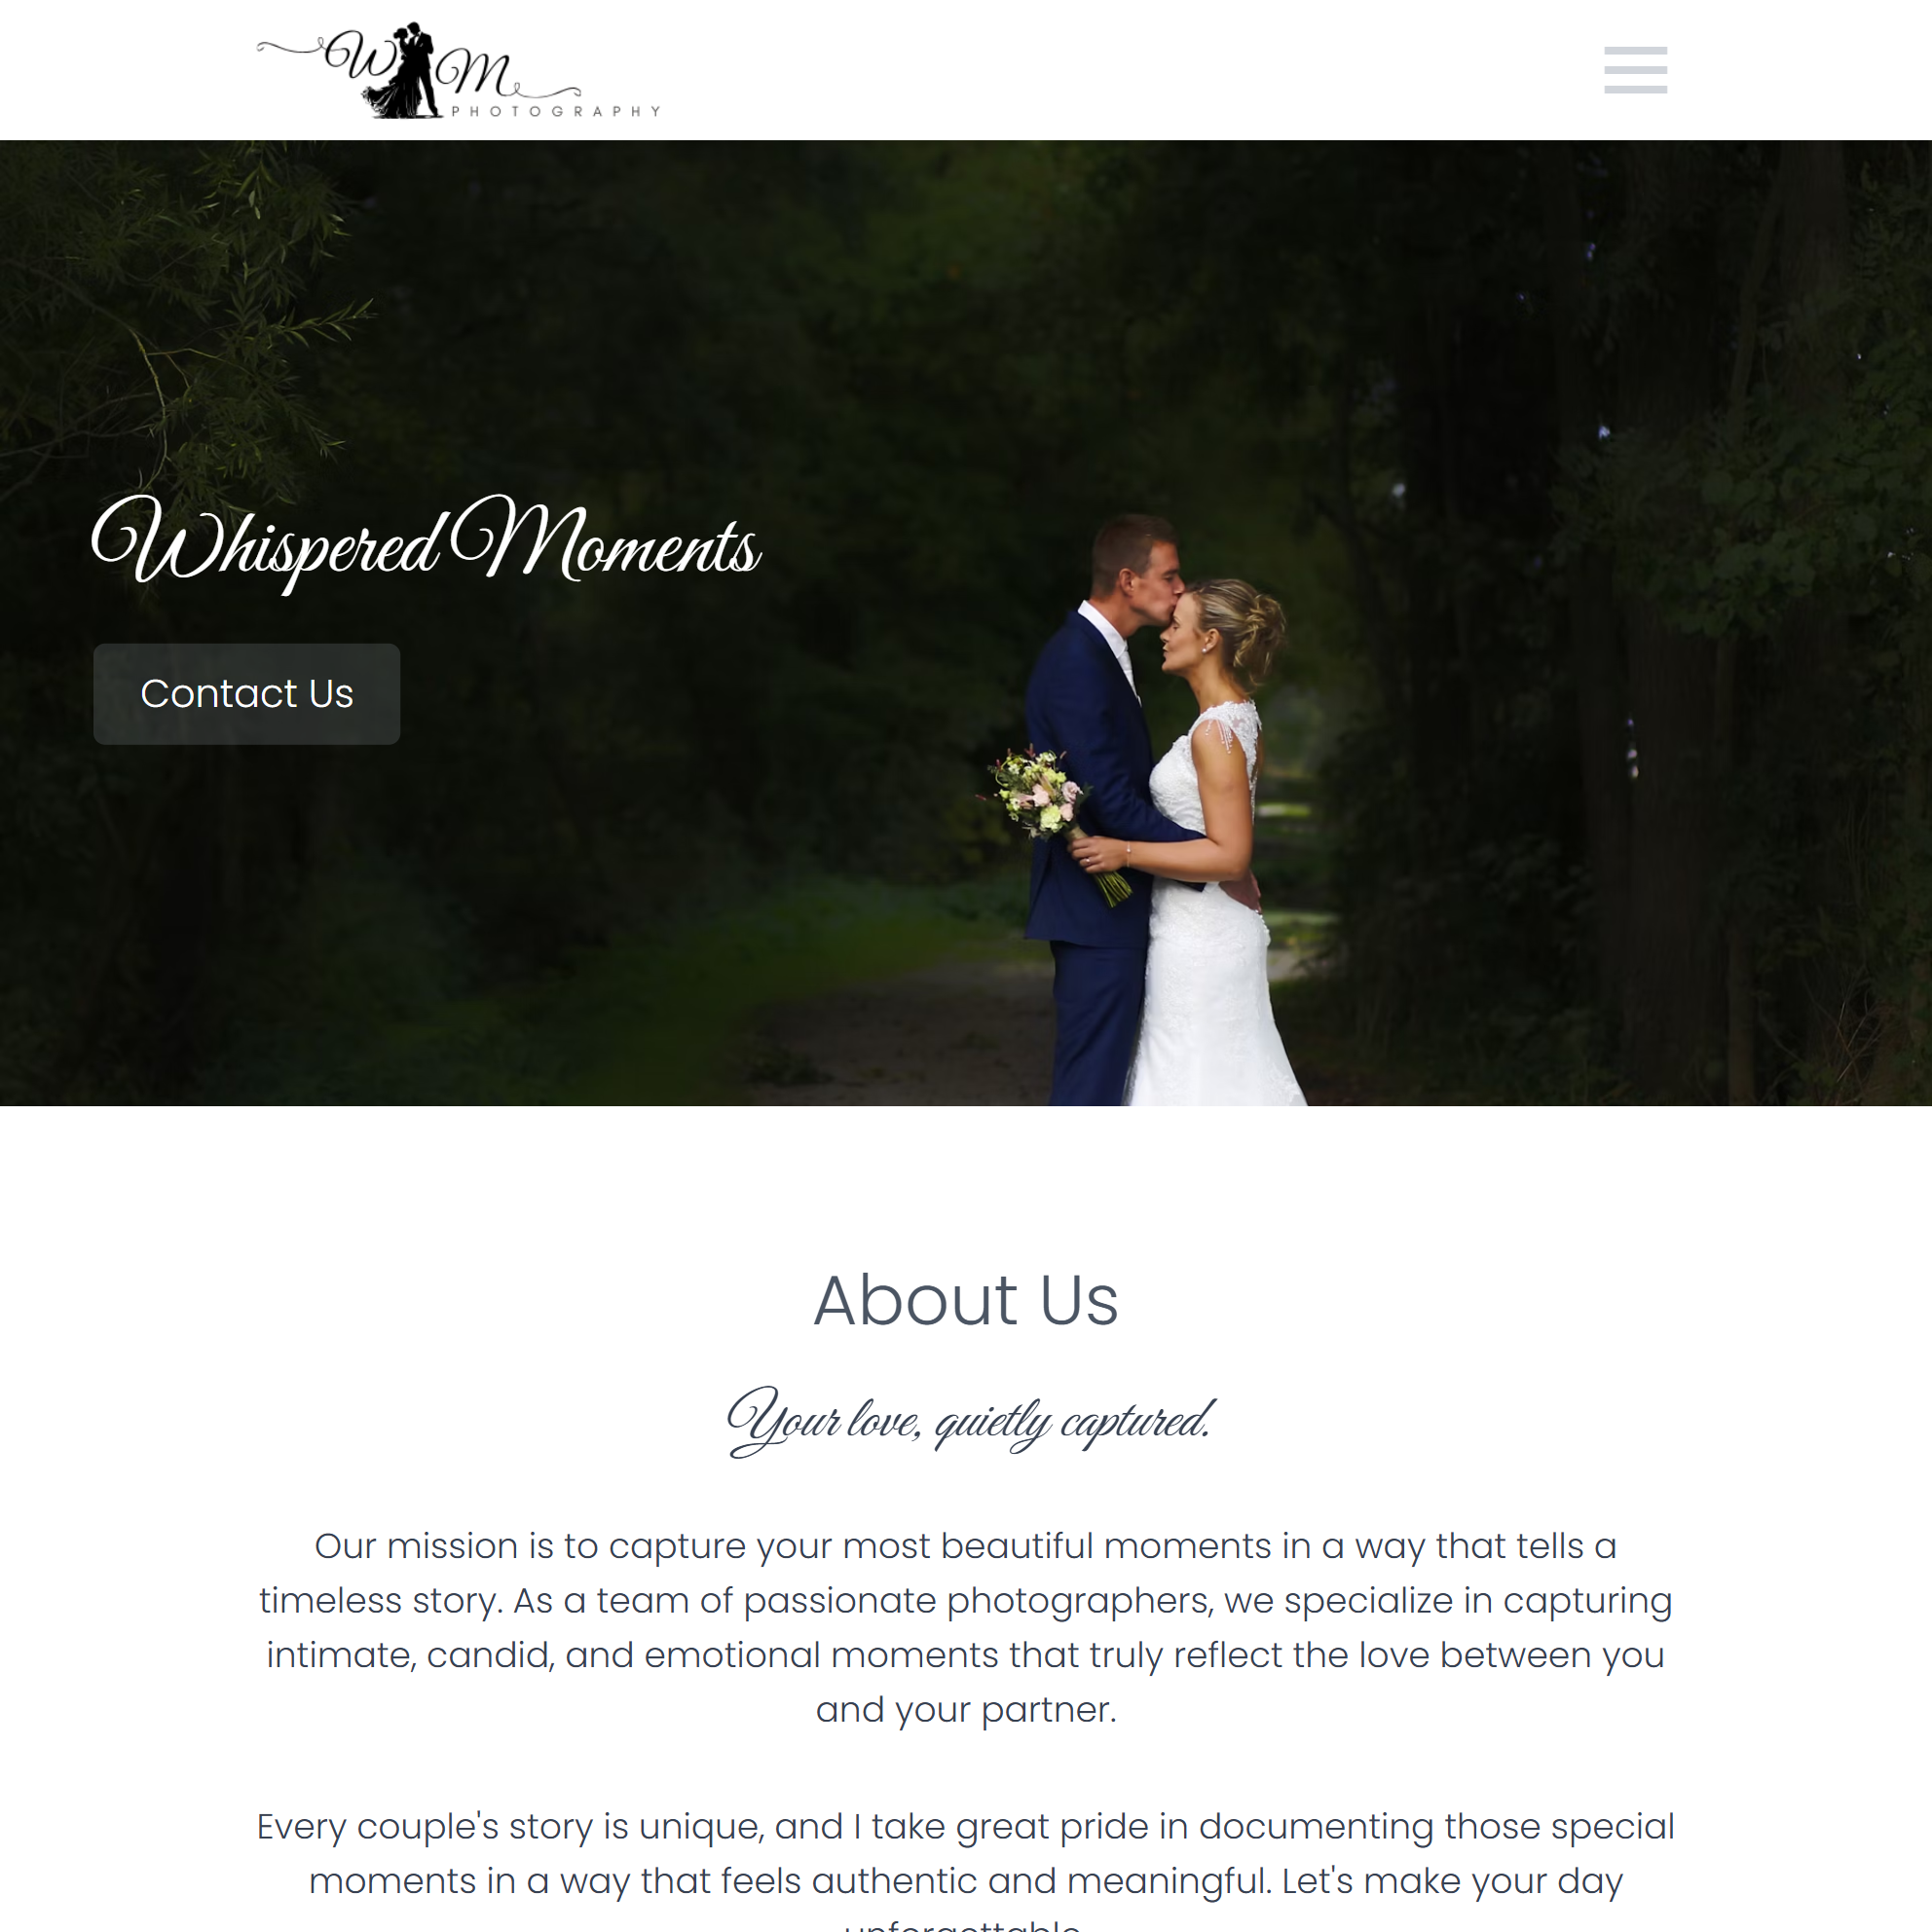 W M
PHOTOGRAPHY
Whispered Moments
Contact Us
About Us
Your love, quietly captured.
Our mission is to capture your most beautiful moments in a way that tells a
timeless story. As a team of passionate photographers, we specialize in capturing
intimate, candid, and emotional moments that truly reflect the love between you
and your partner.
Every couple's story is unique, and I take great pride in documenting those special
moments in a way that feels authentic and meaningful. Let's make your day